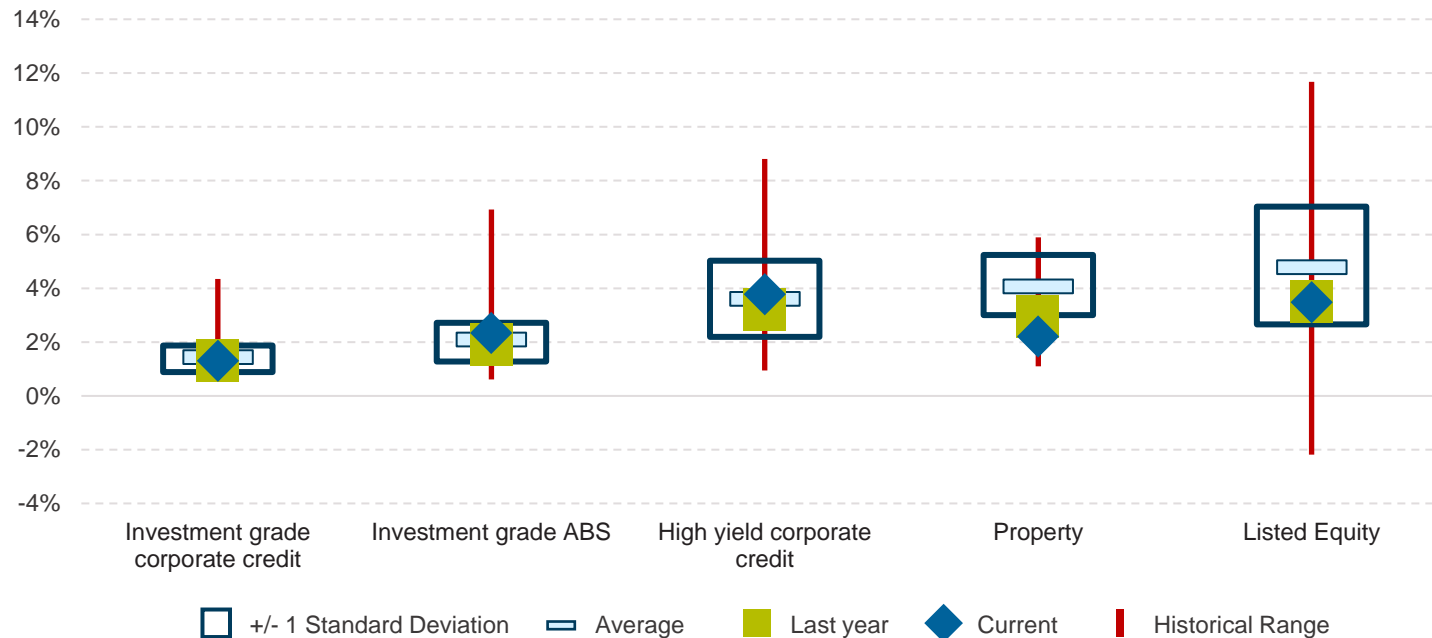 14%
12%
10%
8%
6%
4%
2%
0%
-2%
-4%
Investment grade
corporate credit
Investment grade ABS
High yield corporate
credit
Property
Listed Equity
+/- 1 Standard Deviation
Average
Last year
Current
Historical Range